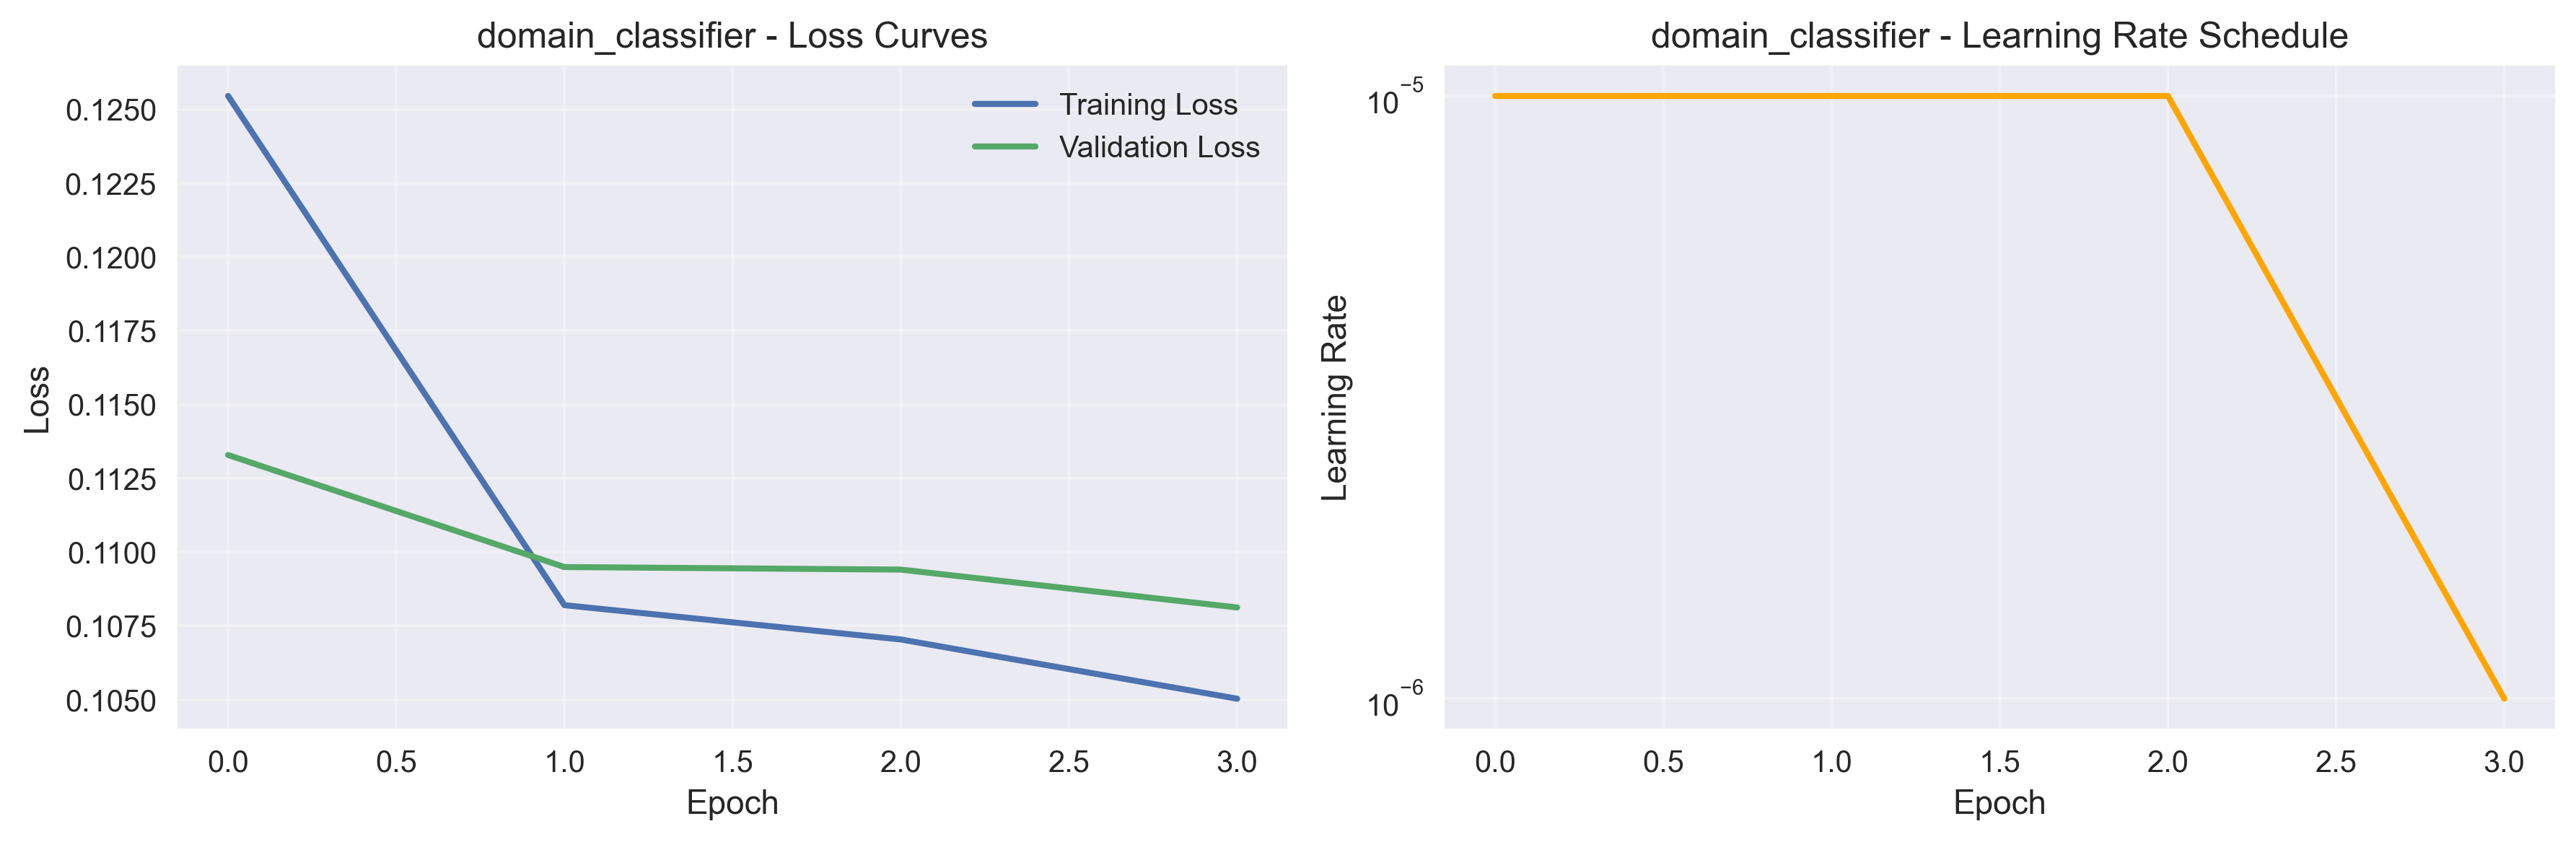 domain_classifier - Loss Curves
Training Loss
Validation Loss
0.1250
0.1225
0.1200
0.1175
0.1150
0.1125
0.1100
0.1075
0.1050
Loss
0.0 0.5 1.0 1.5 2.0 2.5 3.0
Epoch
domain_classifier - Learning Rate Schedule
10⁻⁵
10⁻⁶
Learning Rate
0.0 0.5 1.0 1.5 2.0 2.5 3.0
Epoch